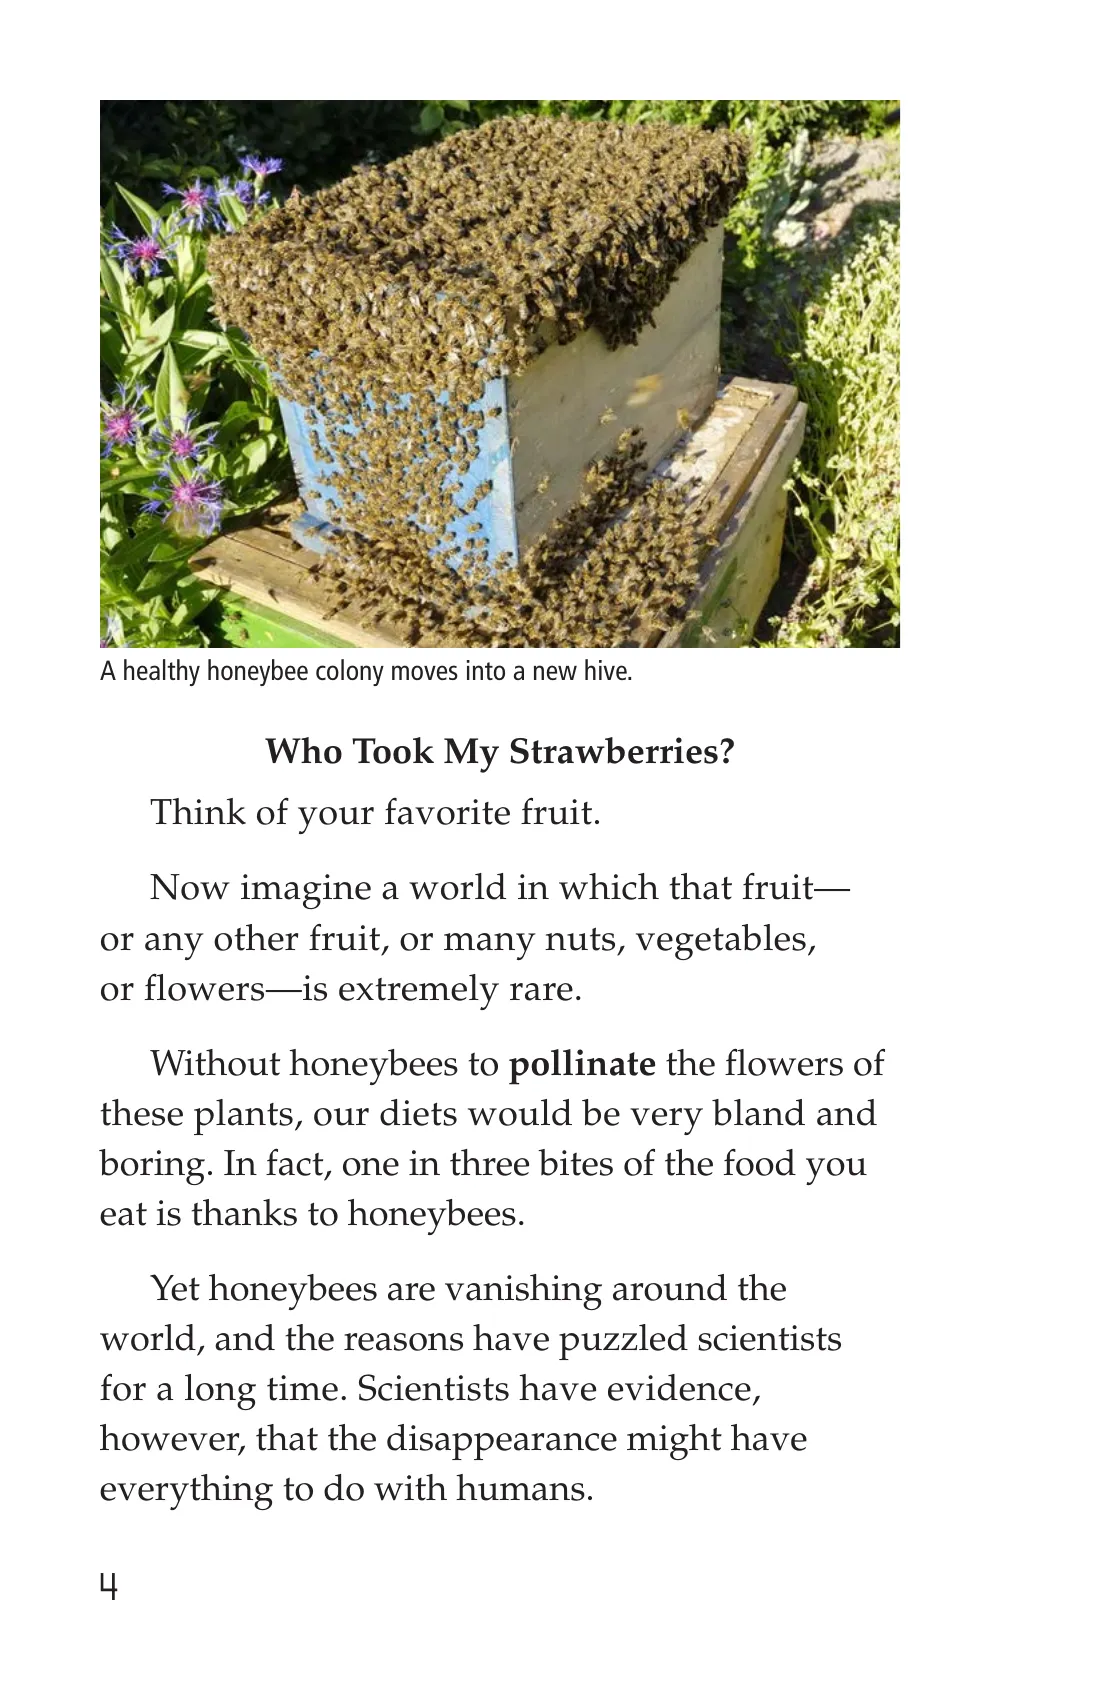 A healthy honeybee colony moves into a new hive.
Who Took My Strawberries?
Think of your favorite fruit.
Now imagine a world in which that fruit—
or any other fruit, or many nuts, vegetables,
or flowers—is extremely rare.
Without honeybees to pollinate the flowers of
these plants, our diets would be very bland and
boring. In fact, one in three bites of the food you
eat is thanks to honeybees.
Yet honeybees are vanishing around the
world, and the reasons have puzzled scientists
for a long time. Scientists have evidence,
however, that the disappearance might have
everything to do with humans.
4